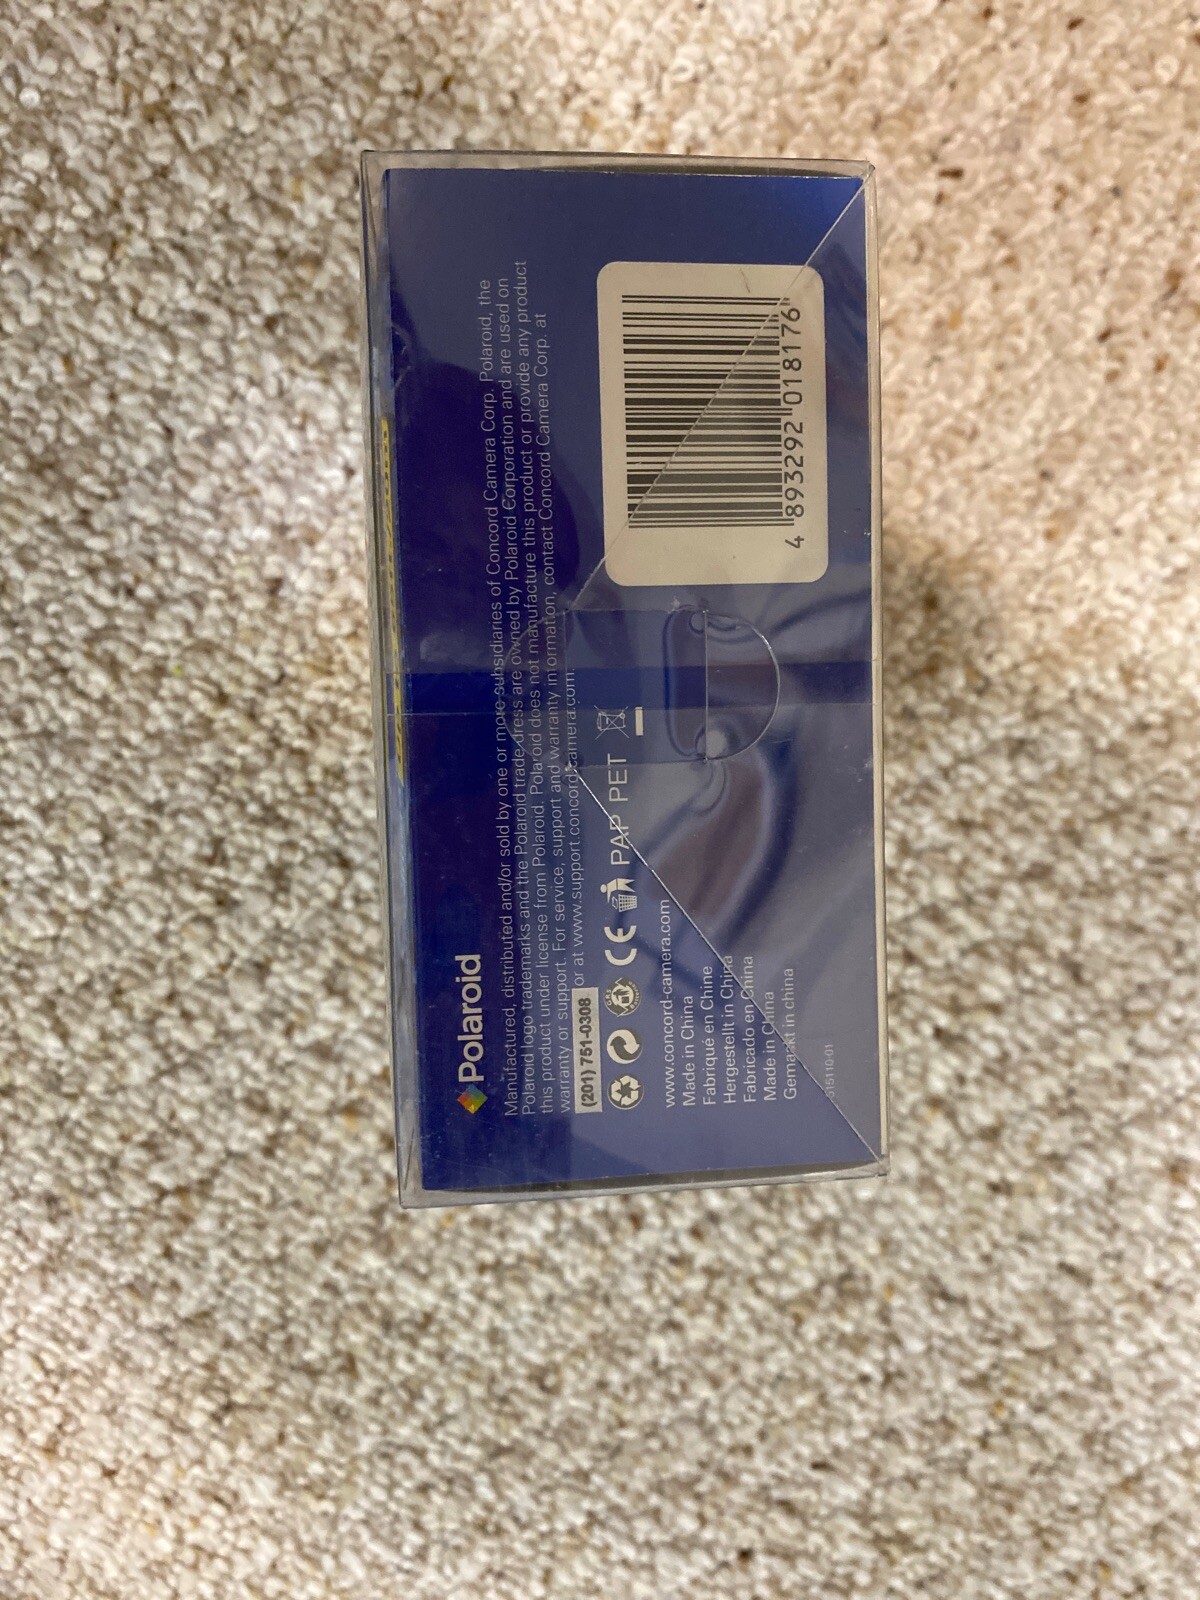 Polaroid
Manufactured, distributed and/or sold by one or more subsidiaries of Concord Camera Corp. Polaroid, the
Polaroid logo trademarks and the Polaroid trade dress are owned by Polaroid Corporation and are used on
this product under license from Polaroid. Polaroid does not manufacture this product or provide any product
warranty or support. For service, support and warranty information, contact Concord Camera Corp. at
(201) 751-0308 or at www.support.concord-camera.com.
CE PAP PET
www.concord-camera.com
Made in China
Fabriqué en Chine
Hergestellt in China
Fabricado en China
Made in China
Gemaakt in china
515110-01
4 893292 018176